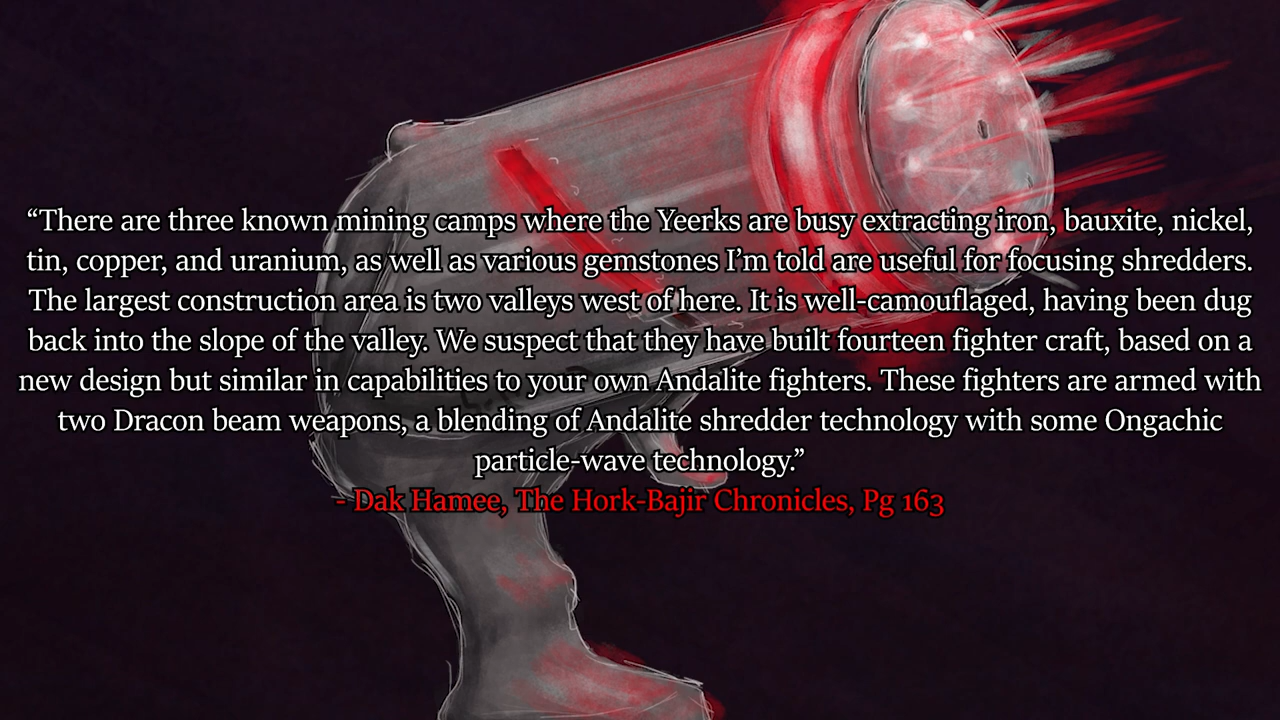 “There are three known mining camps where the Yeerks are busy extracting iron, bauxite, nickel,
tin, copper, and uranium, as well as various gemstones I’m told are useful for focusing shredders.
The largest construction area is two valleys west of here. It is well-camouflaged, having been dug
back into the slope of the valley. We suspect that they have built fourteen fighter craft, based on a
new design but similar in capabilities to your own Andalite fighters. These fighters are armed with
two Dracon beam weapons, a blending of Andalite shredder technology with some Ongachic
particle-wave technology.”
- Dak Hamee, The Hork-Bajir Chronicles, Pg 163